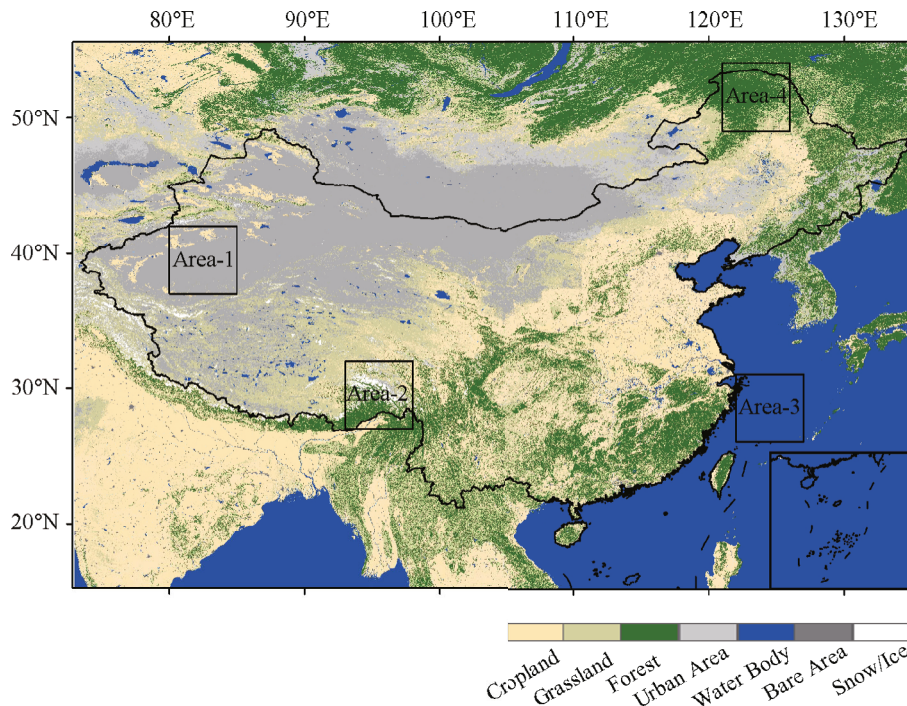 80°E 90°E 100°E 110°E 120°E 130°E
50°N
40°N
30°N
20°N
Area-4
Area-1
Area-2
Area-3
Cropland
Grassland
Forest
Urban Area
Water Body
Bare Area
Snow/Ice